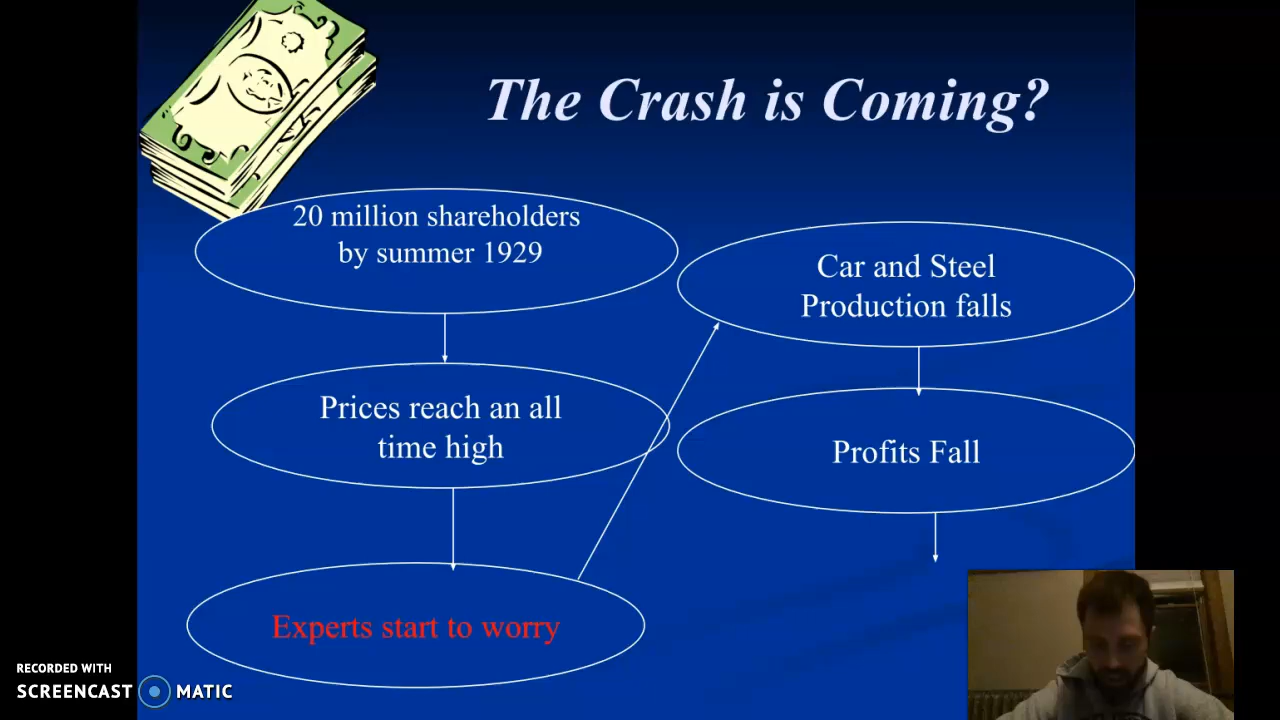 The Crash is Coming?
20 million shareholders
by summer 1929
Prices reach an all
time high
Experts start to worry
Car and Steel
Production falls
Profits Fall
RECORDED WITH
SCREENCAST MATIC